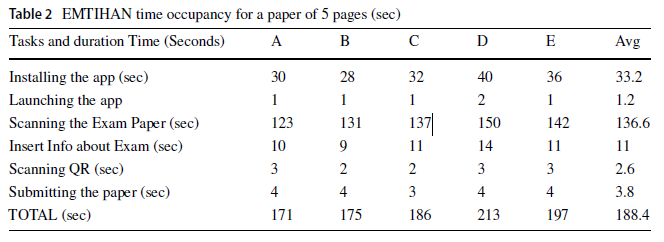 Table 2 EMTIHAN time occupancy for a paper of 5 pages (sec)
Tasks and duration Time (Seconds) A B C D E Avg
Installing the app (sec) 30 28 32 40 36 33.2
Launching the app 1 1 1 2 1 1.2
Scanning the Exam Paper (sec) 123 131 137 150 142 136.6
Insert Info about Exam (sec) 10 9 11 14 11 11
Scanning QR (sec) 3 2 2 3 3 2.6
Submitting the paper (sec) 4 4 3 4 4 3.8
TOTAL (sec) 171 175 186 213 197 188.4